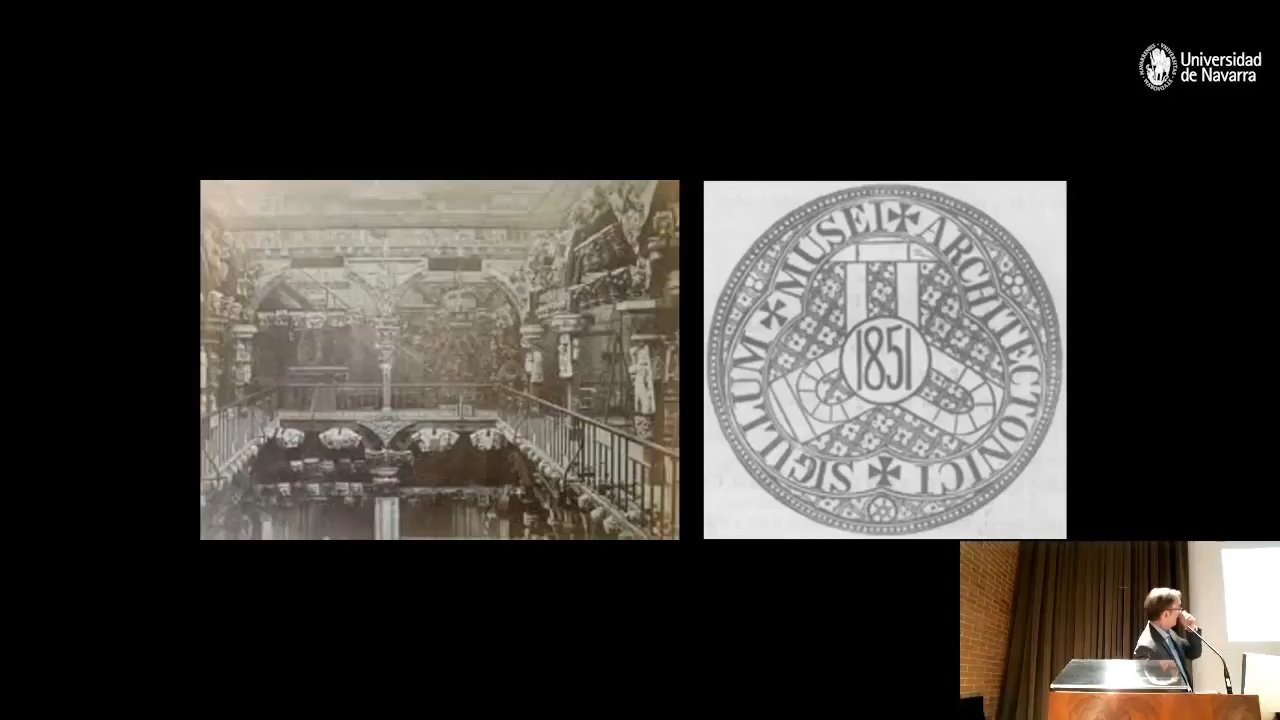 Universidad
de Navarra
SIGILLUM ✠ MUSEI ✠ ARCHITECTONICI ✠
1851